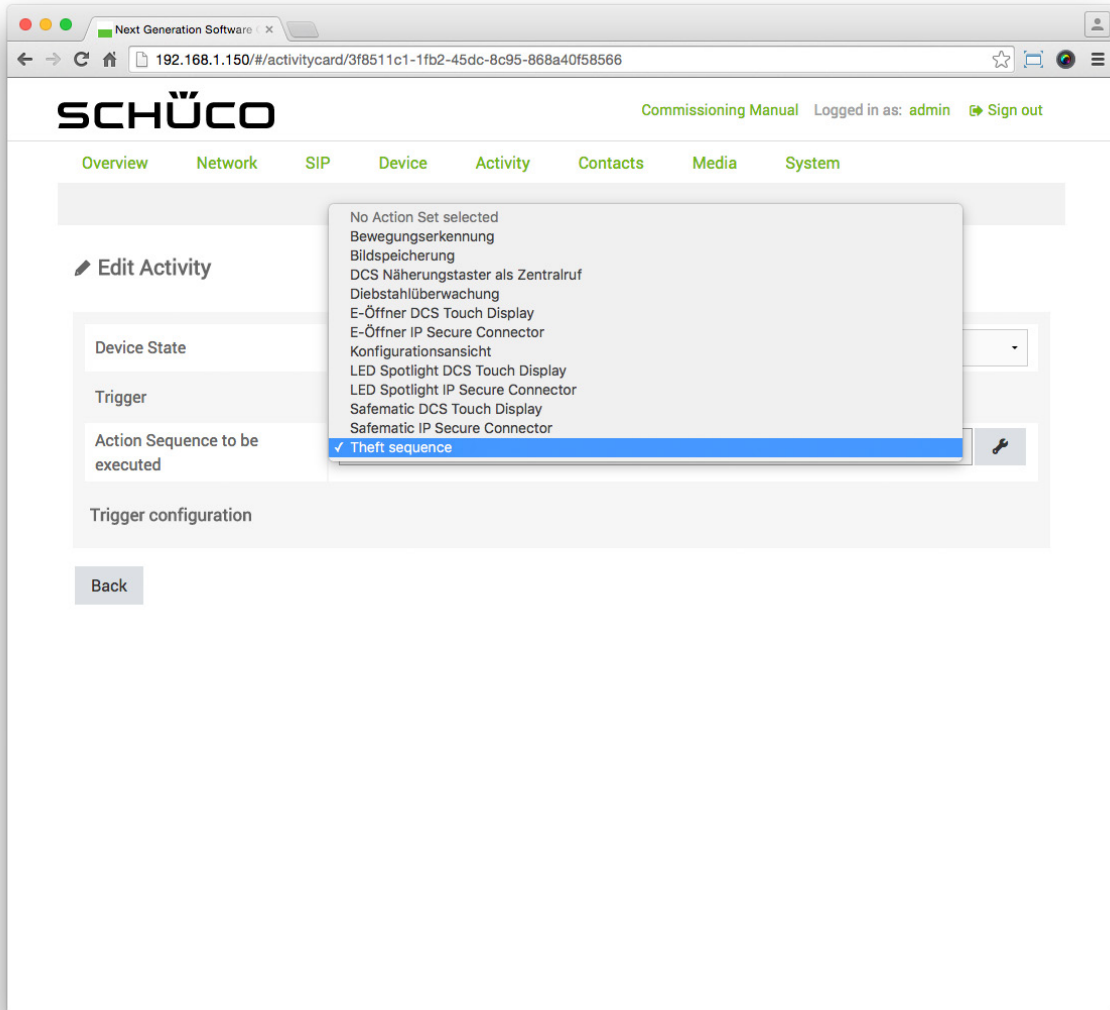 Next Generation Software
192.168.1.150/#/activitycard/3f8511c1-1fb2-45dc-8c95-868a40f58566
SCHÜCO
Commissioning Manual Logged in as: admin Sign out
Overview Network SIP Device Activity Contacts Media System
Edit Activity
No Action Set selected
Bewegungserkennung
Bildspeicherung
DCS Näherungstaster als Zentralruf
Diebstahlüberwachung
E-Öffner DCS Touch Display
E-Öffner IP Secure Connector
Konfigurationsansicht
LED Spotlight DCS Touch Display
LED Spotlight IP Secure Connector
Safematic DCS Touch Display
Safematic IP Secure Connector
✓ Theft sequence
Device State
Trigger
Action Sequence to be
executed
Trigger configuration
Back